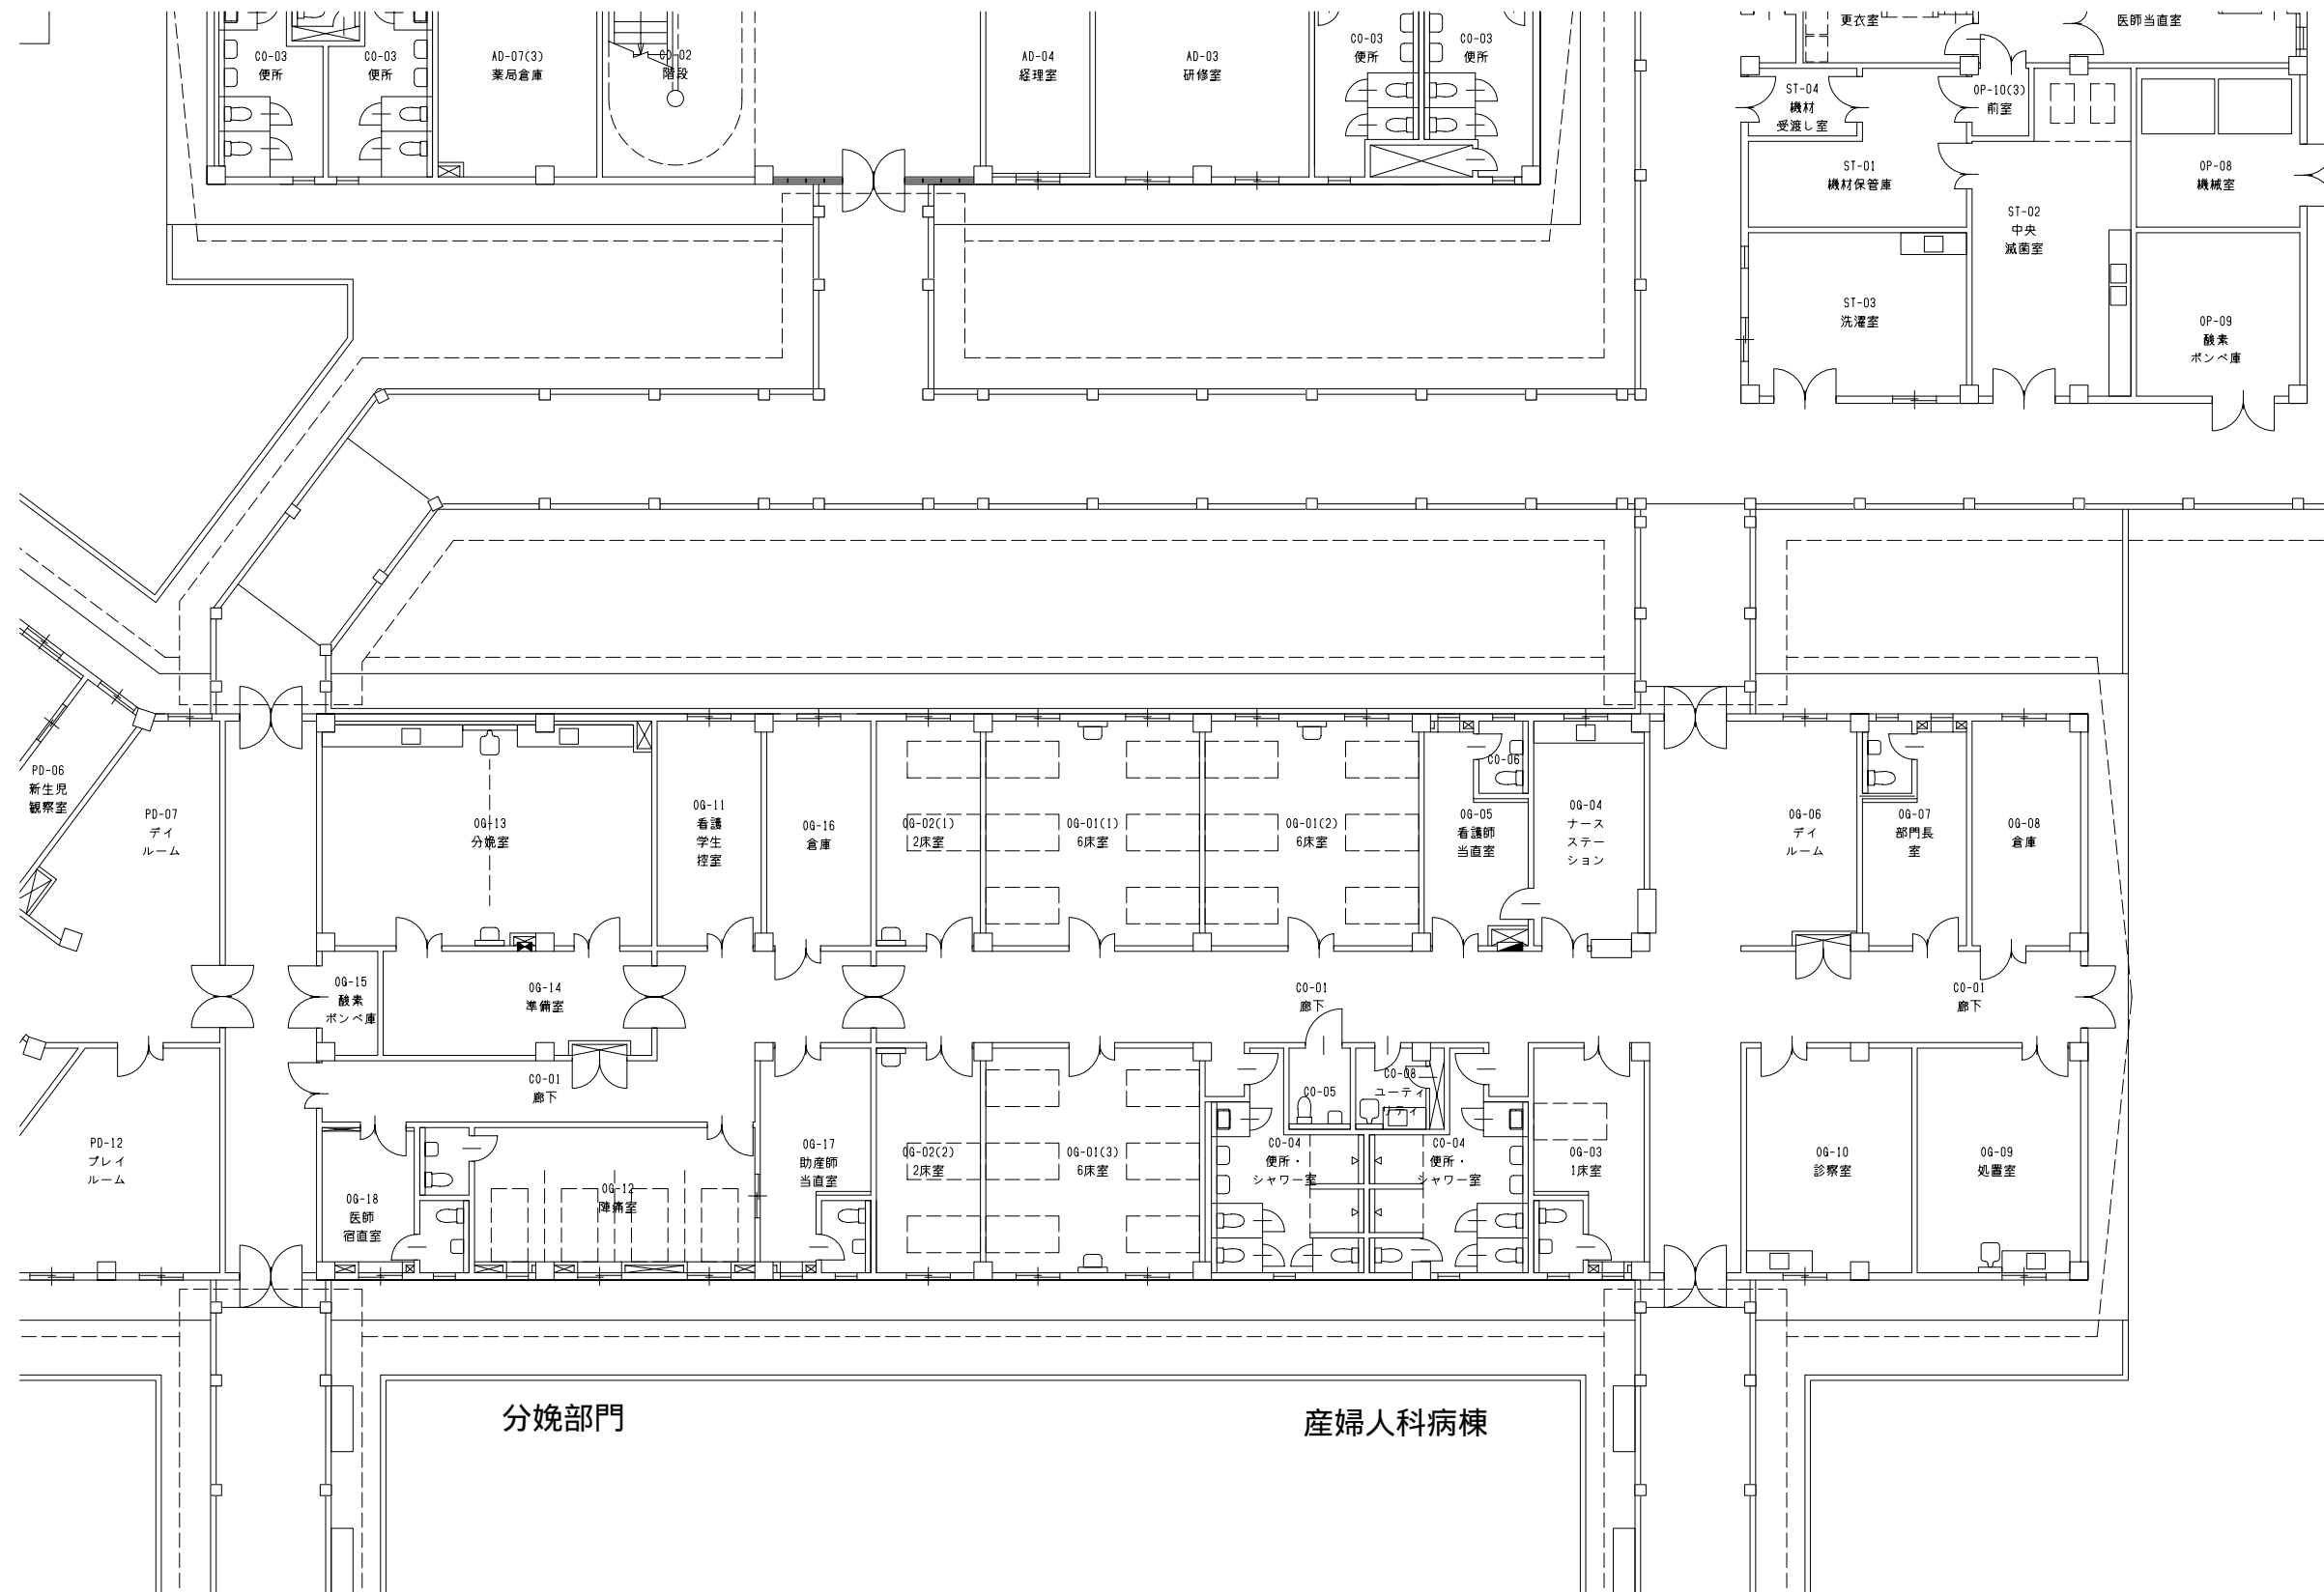 CO-03
便所
CO-03
便所
AD-07(3)
薬局倉庫
CO-02
階段
AD-04
経理室
AD-03
研修室
CO-03
便所
CO-03
便所
更衣室
医師当直室
ST-04
機材
受渡し室
OP-10(3)
前室
ST-01
機材保管庫
OP-08
機械室
ST-02
中央
滅菌室
ST-03
洗濯室
OP-09
酸素
ボンベ庫
PD-06
新生児
観察室
PD-07
デイ
ルーム
OG-13
分娩室
OG-11
看護
学生
控室
OG-16
倉庫
OG-02(1)
2床室
OG-01(1)
6床室
OG-01(2)
6床室
CO-06
OG-05
看護師
当直室
OG-04
ナース
ステー
ション
OG-06
デイ
ルーム
OG-07
部門長
室
OG-08
倉庫
OG-15
酸素
ボンベ庫
OG-14
準備室
CO-01
廊下
CO-01
廊下
CO-01
廊下
CO-05
CO-08
ユーティ
リティ
PD-12
プレイ
ルーム
OG-18
医師
宿直室
OG-12
陣痛室
OG-17
助産師
当直室
OG-02(2)
2床室
OG-01(3)
6床室
CO-04
便所・
シャワー室
CO-04
便所・
シャワー室
OG-03
1床室
OG-10
診察室
OG-09
処置室
分娩部門
産婦人科病棟